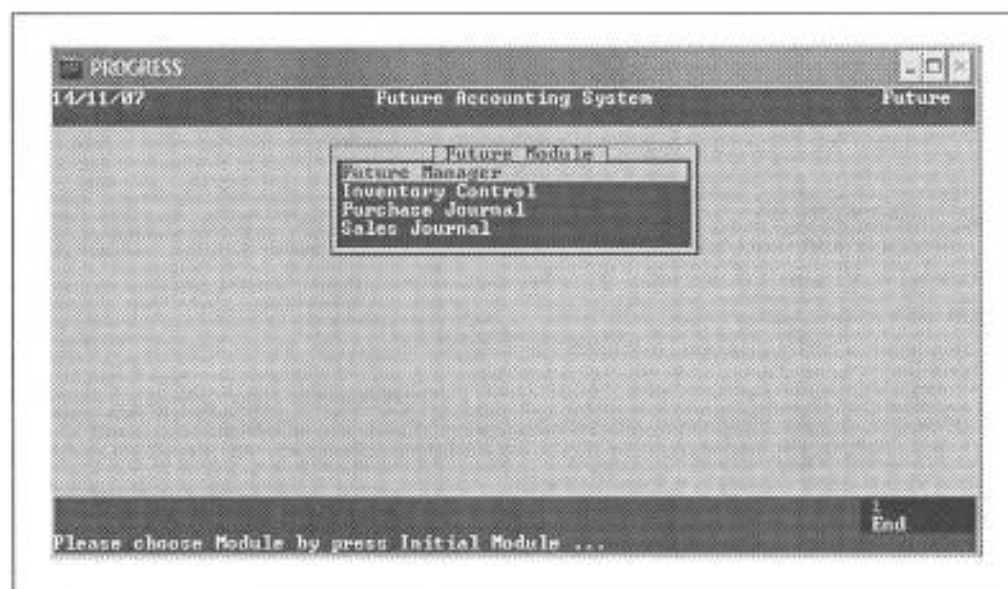 PROGRESS
14/11/07 Future Accounting System Future
Future Module
Future Manager
Inventory Control
Purchase Journal
Sales Journal
1
End
Please choose Module by press Initial Module ...